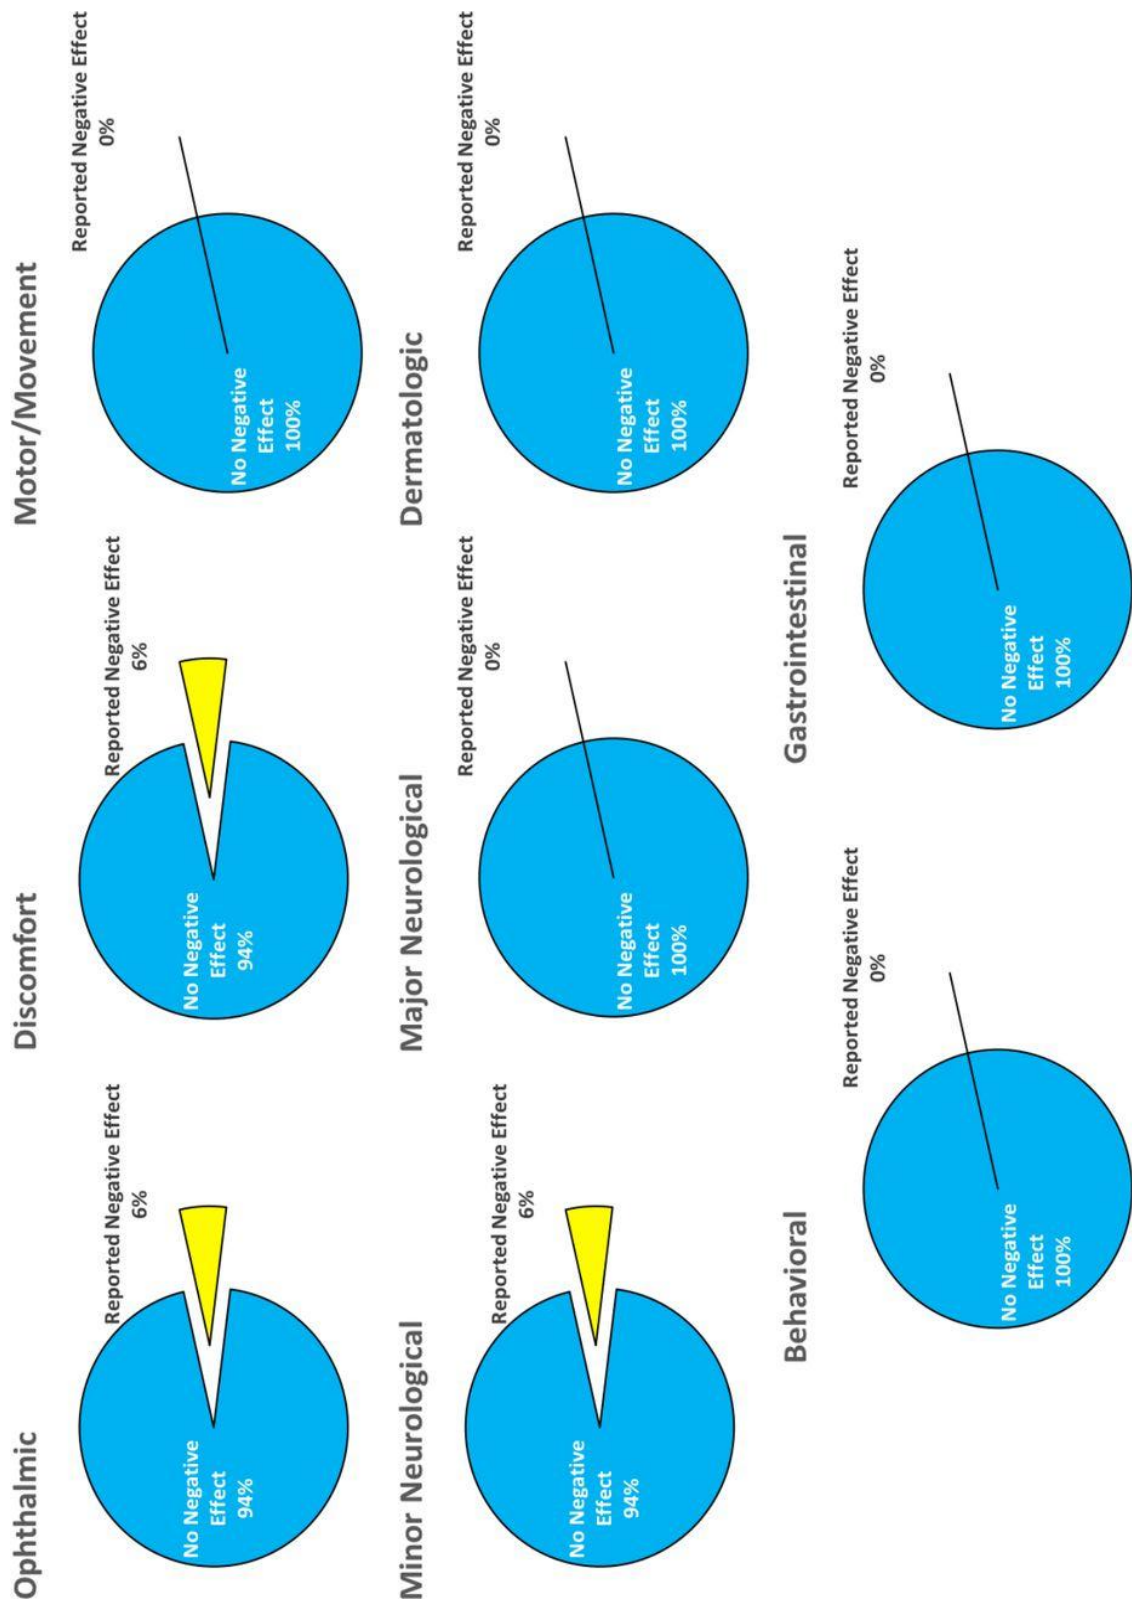 Ophthalmic
Reported Negative Effect
6%
No Negative
Effect
94%
Discomfort
Reported Negative Effect
6%
No Negative
Effect
94%
Motor/Movement
Reported Negative Effect
0%
No Negative
Effect
100%
Minor Neurological
Reported Negative Effect
6%
No Negative
Effect
94%
Major Neurological
Reported Negative Effect
0%
No Negative
Effect
100%
Dermatologic
Reported Negative Effect
0%
No Negative
Effect
100%
Behavioral
Reported Negative Effect
0%
No Negative
Effect
100%
Gastrointestinal
Reported Negative Effect
0%
No Negative
Effect
100%